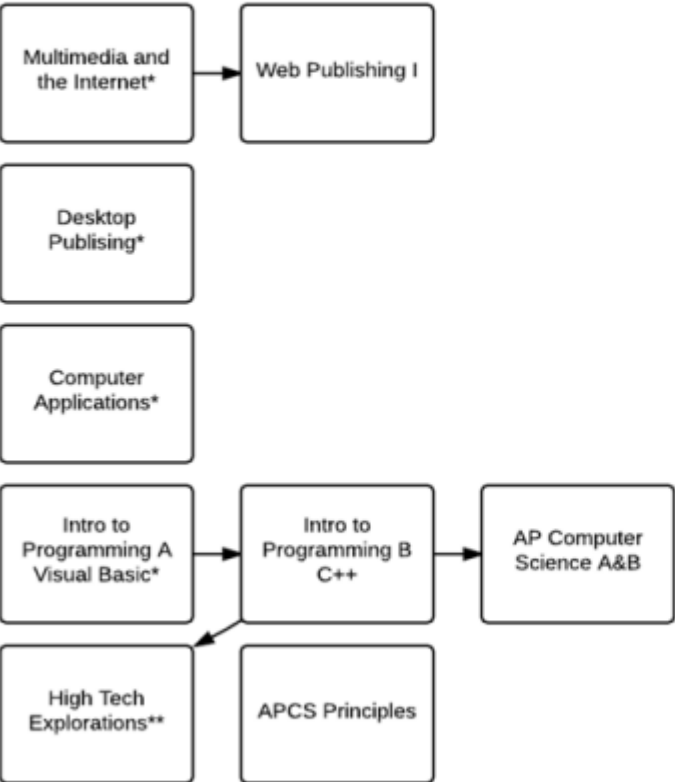 Multimedia and
the Internet*
Web Publishing I
Desktop
Publising*
Computer
Applications*
Intro to
Programming A
Visual Basic*
Intro to
Programming B
C++
AP Computer
Science A&B
High Tech
Explorations**
APCS Principles